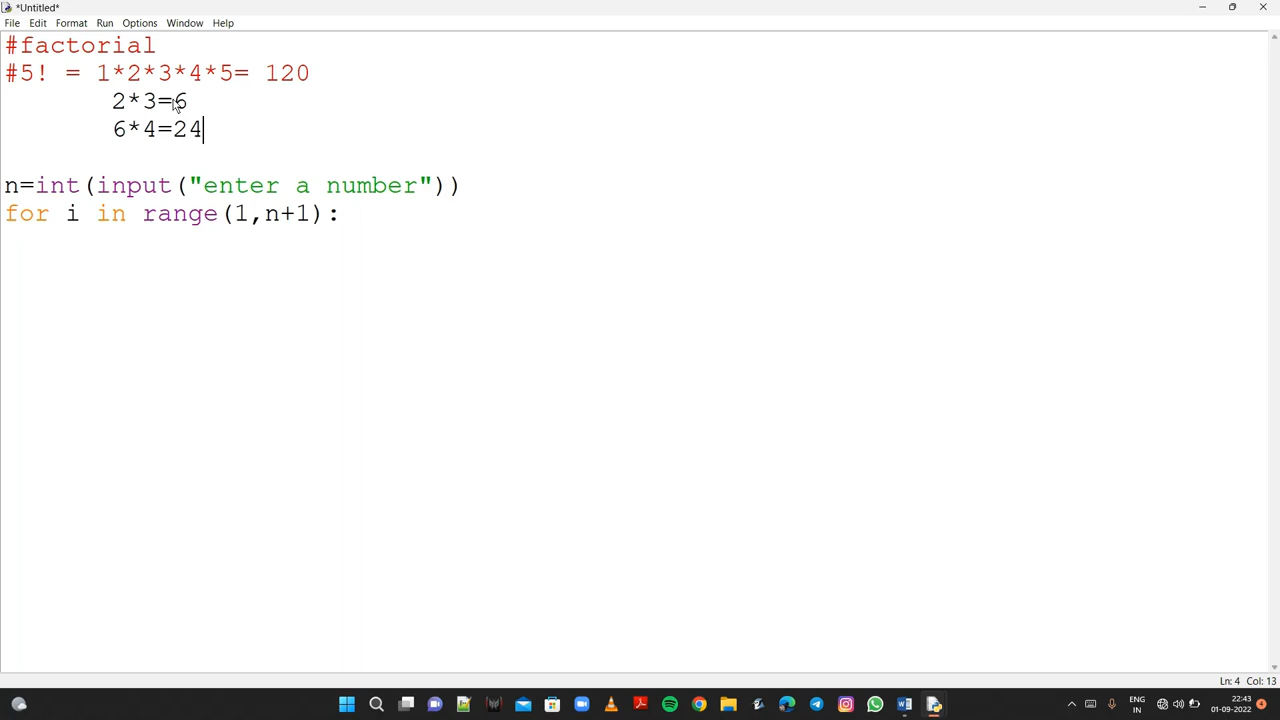 *Untitled*
File Edit Format Run Options Window Help
#factorial
#5! = 1*2*3*4*5= 120
2*3=6
6*4=24
n=int(input("enter a number"))
for i in range(1,n+1):
Ln: 4 Col: 13
ENG 22:43
IN 01-09-2022 4